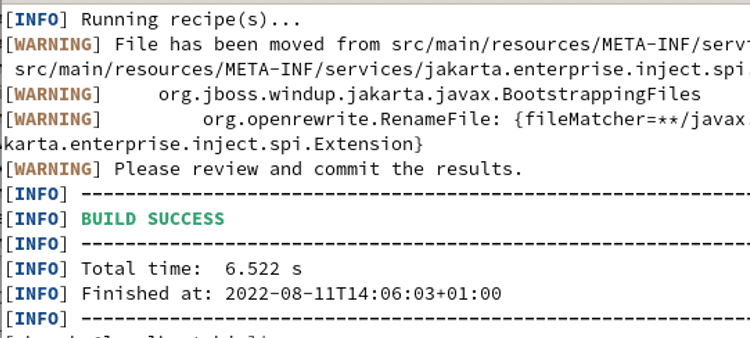 [INFO] Running recipe(s)...
[WARNING] File has been moved from src/main/resources/META-INF/servi
src/main/resources/META-INF/services/jakarta.enterprise.inject.spi.
[WARNING]     org.jboss.windup.jakarta.javax.BootstrappingFiles
[WARNING]         org.openrewrite.RenameFile: {fileMatcher=**/javax.
karta.enterprise.inject.spi.Extension}
[WARNING] Please review and commit the results.
[INFO] ------------------------------------------------------------
[INFO] BUILD SUCCESS
[INFO] ------------------------------------------------------------
[INFO] Total time:  6.522 s
[INFO] Finished at: 2022-08-11T14:06:03+01:00
[INFO] ------------------------------------------------------------